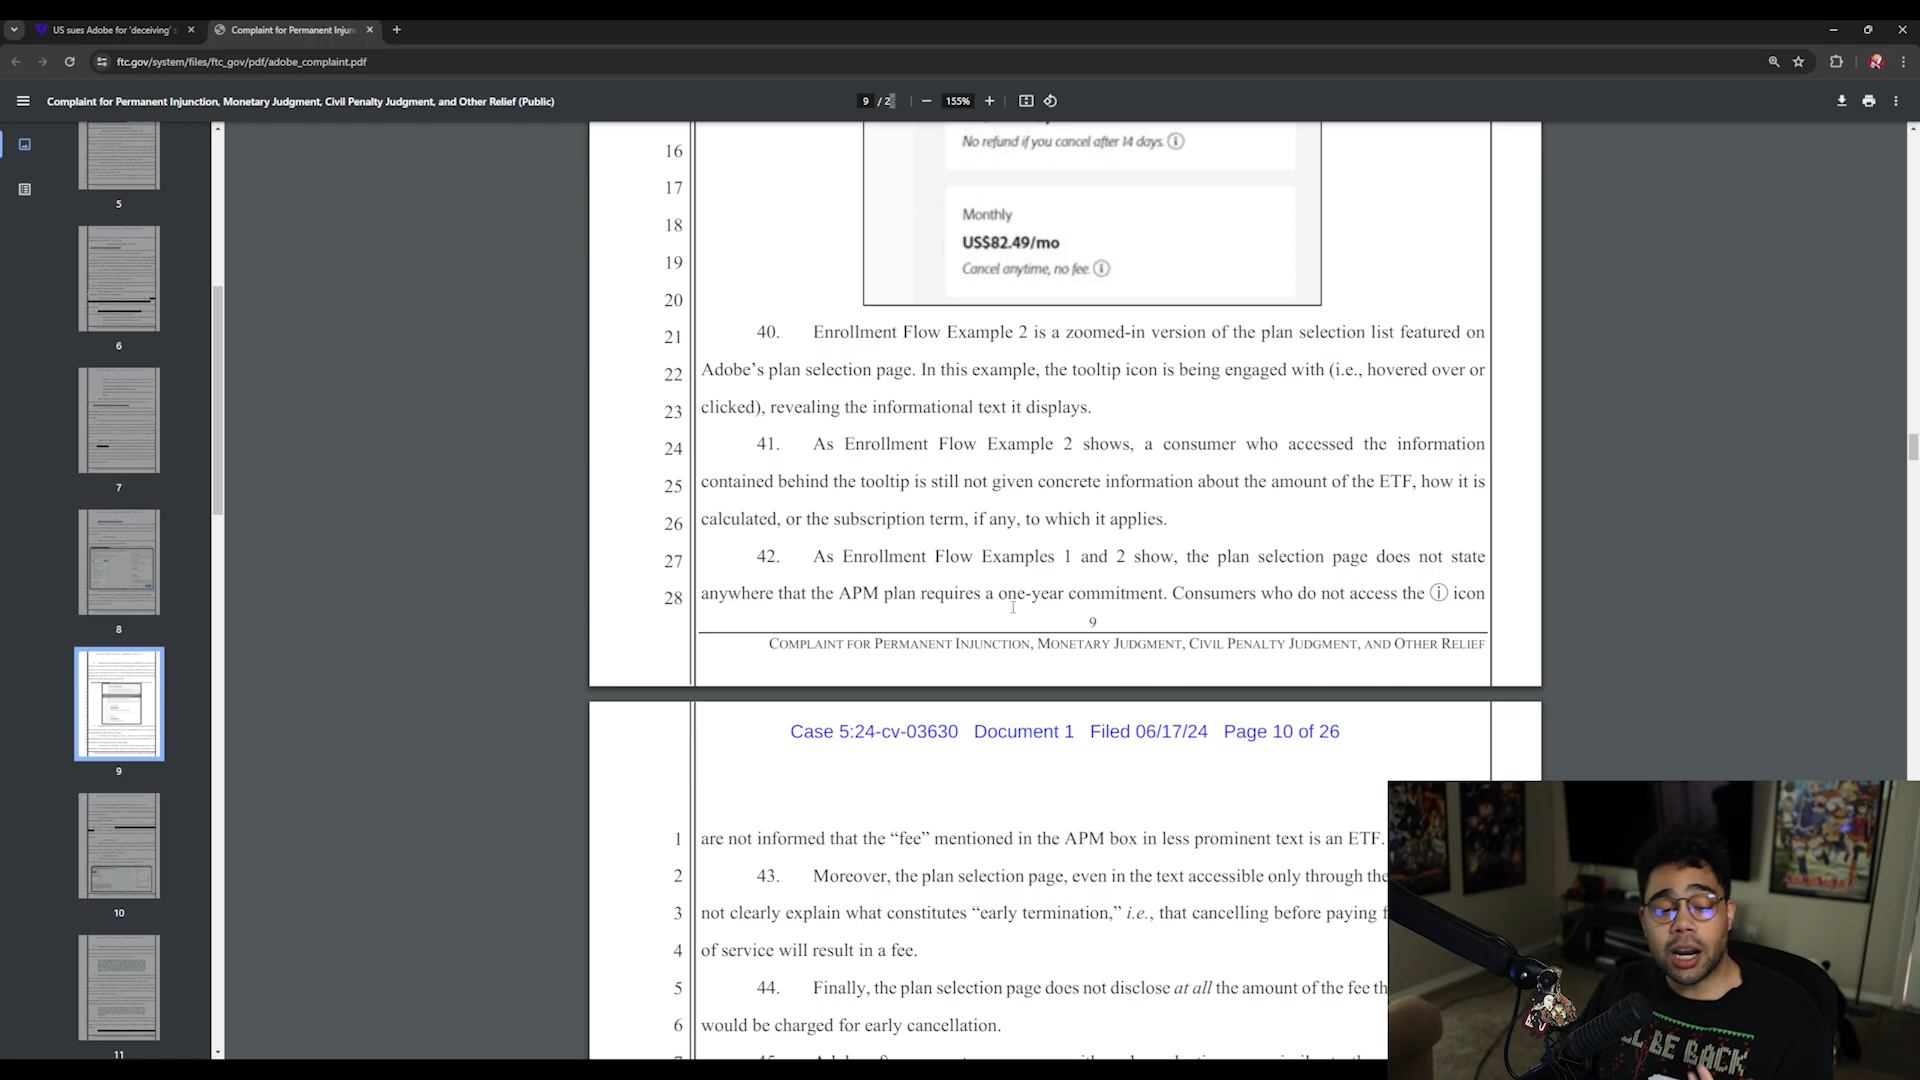 US sues Adobe for 'deceiving'
Complaint for Permanent Injun
ftc.gov/system/files/ftc_gov/pdf/adobe_complaint.pdf
Complaint for Permanent Injunction, Monetary Judgment, Civil Penalty Judgment, and Other Relief (Public)
9 / 2
155%
5
6
7
8
9
10
11
16
No refund if you cancel after 14 days.
17
18
Monthly
US$82.49/mo
19
Cancel anytime, no fee.
20
21 40. Enrollment Flow Example 2 is a zoomed-in version of the plan selection list featured on
22 Adobe's plan selection page. In this example, the tooltip icon is being engaged with (i.e., hovered over or
23 clicked), revealing the informational text it displays.
24 41. As Enrollment Flow Example 2 shows, a consumer who accessed the information
25 contained behind the tooltip is still not given concrete information about the amount of the ETF, how it is
26 calculated, or the subscription term, if any, to which it applies.
27 42. As Enrollment Flow Examples 1 and 2 show, the plan selection page does not state
28 anywhere that the APM plan requires a one-year commitment. Consumers who do not access the ⓘ icon
9
COMPLAINT FOR PERMANENT INJUNCTION, MONETARY JUDGMENT, CIVIL PENALTY JUDGMENT, AND OTHER RELIEF
Case 5:24-cv-03630 Document 1 Filed 06/17/24 Page 10 of 26
1 are not informed that the “fee” mentioned in the APM box in less prominent text is an ETF.
2 43. Moreover, the plan selection page, even in the text accessible only through the
3 not clearly explain what constitutes “early termination,” i.e., that cancelling before paying f
4 of service will result in a fee.
5 44. Finally, the plan selection page does not disclose at all the amount of the fee th
6 would be charged for early cancellation.
BE BACK